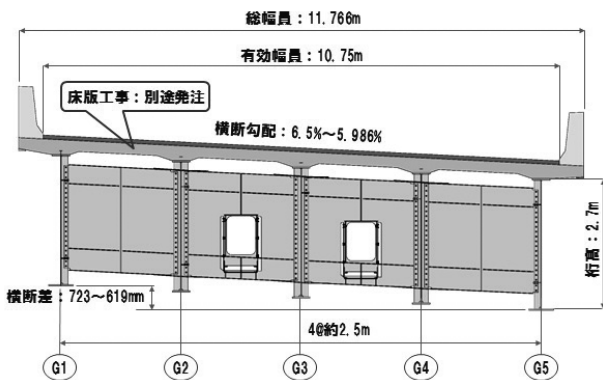 総幅員：11.766m
有効幅員：10.75m
床版工事：別途発注
横断勾配：6.5%～5.986%
桁高：2.7m
横断差：723～619mm
4@約2.5m
G1 G2 G3 G4 G5